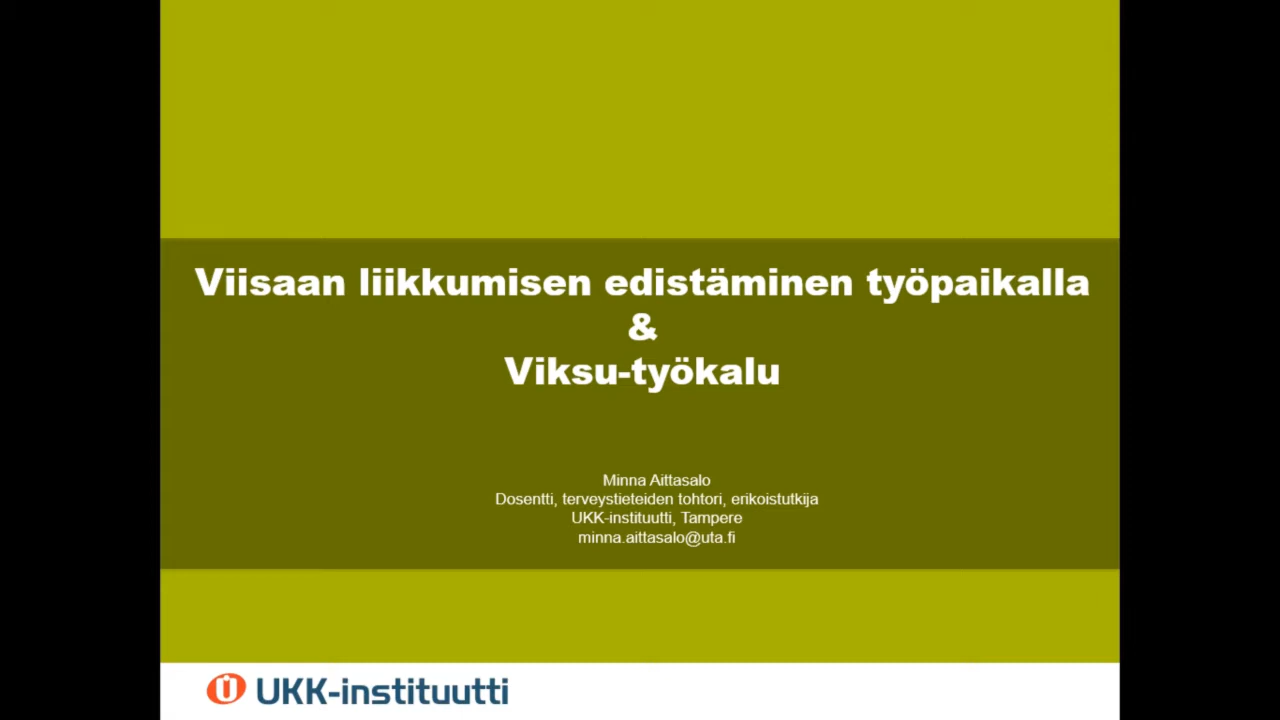 Viisaan liikkumisen edistäminen työpaikalla
&
Viksu-työkalu
Minna Aittasalo
Dosentti, terveystieteiden tohtori, erikoistutkija
UKK-instituutti, Tampere
minna.aittasalo@uta.fi
UKK-instituutti